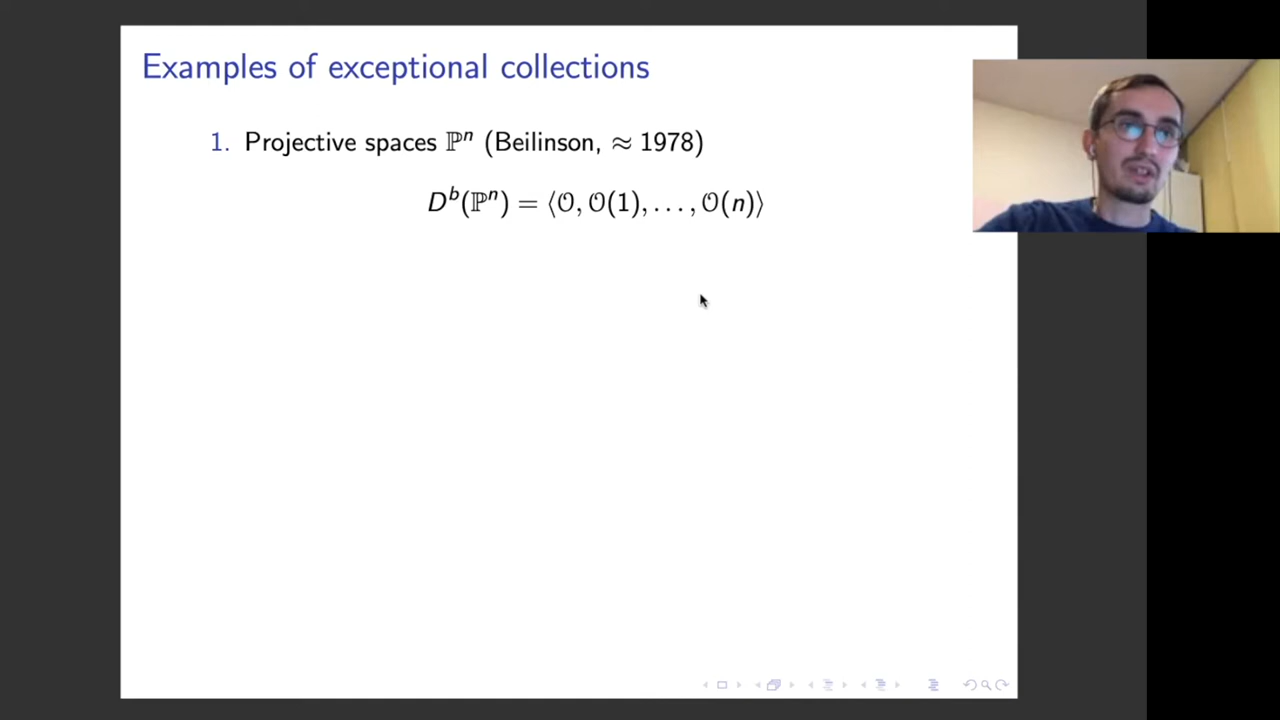 Examples of exceptional collections
1. Projective spaces ℙⁿ (Beilinson, ≈ 1978)
Dᵇ(ℙⁿ) = ⟨𝒪, 𝒪(1), . . . , 𝒪(n)⟩